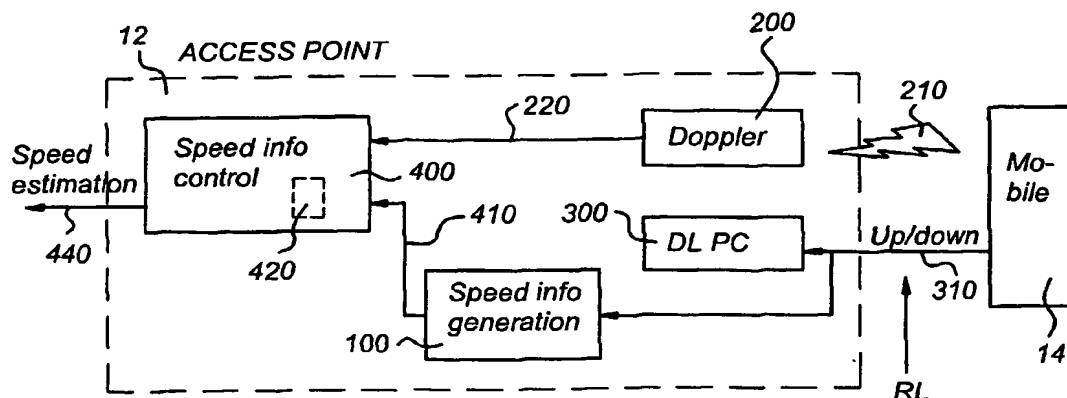 200
12
ACCESS POINT
210
220
Doppler
Speed info
control
400
Mo-
bile
Speed
estimation
410
300
DL PC
Up/down
440
420
310
Speed info
generation
100
14
RL